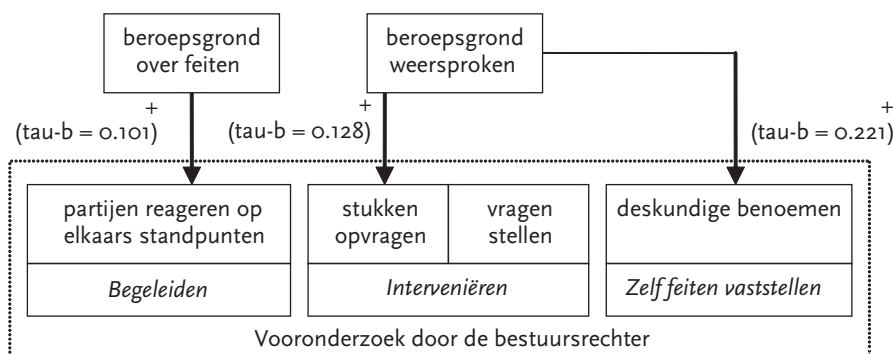 beroepsgrond
over feiten
beroepsgrond
weersproken
+
(tau-b = 0.101)
+
(tau-b = 0.128)
+
(tau-b = 0.221)
partijen reageren op
elkaars standpunten
Begeleiden
stukken
opvragen
vragen
stellen
Interveniëren
deskundige benoemen
Zelf feiten vaststellen
Vooronderzoek door de bestuursrechter